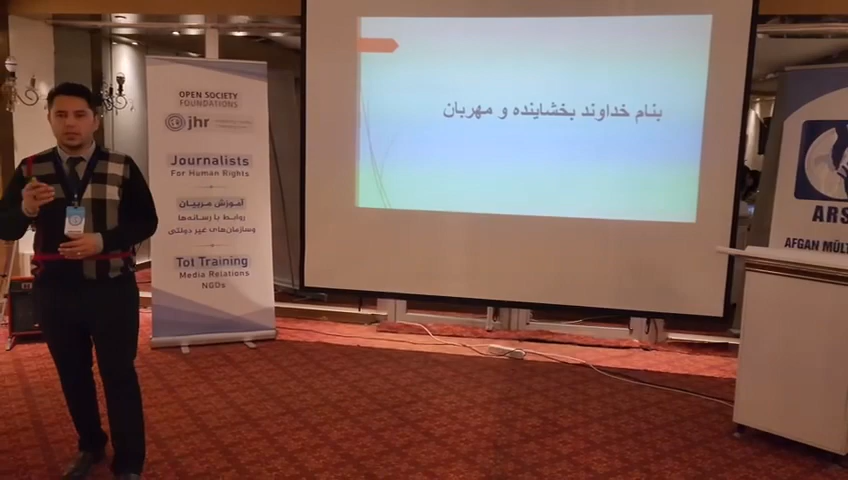 OPEN SOCIETY
FOUNDATIONS
jhr
Journalists
For Human Rights
آموزش مربیان
روابط با رسانه‌ها
وسازمان‌های غیر دولتی
ToT Training
Media Relations
NGOs
بنام خداوند بخشاینده و مهربان
ARS
AFGAN MÜLT